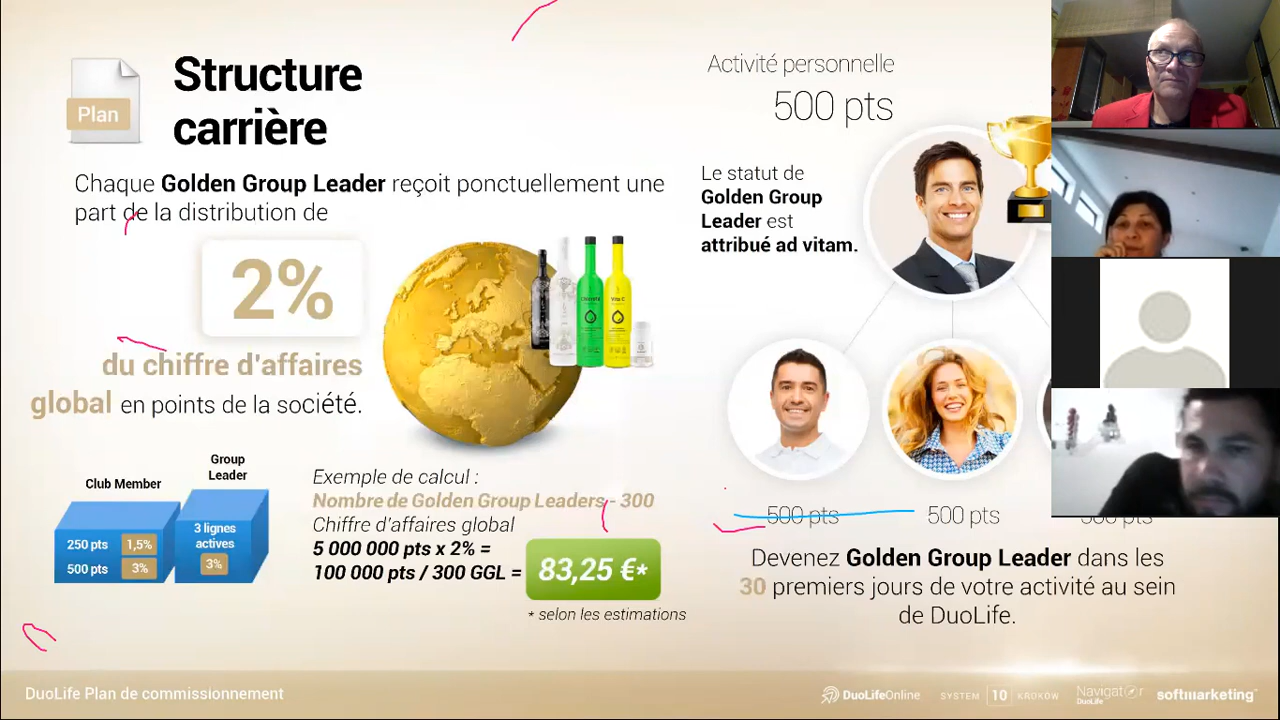 Plan
Structure
carrière
Chaque Golden Group Leader reçoit ponctuellement une
part de la distribution de
2%
du chiffre d'affaires
global en points de la société.
Club Member
Group
Leader
250 pts 1,5%
500 pts 3%
3 lignes
actives
3%
Exemple de calcul :
Nombre de Golden Group Leaders - 300
Chiffre d'affaires global
5 000 000 pts x 2% =
100 000 pts / 300 GGL = 83,25 €*
* selon les estimations
Activité personnelle
500 pts
Le statut de
Golden Group
Leader est
attribué ad vitam.
Vita C
500 pts 500 pts 500 pts
Devenez Golden Group Leader dans les
30 premiers jours de votre activité au sein
de DuoLife.
DuoLife Plan de commissionnement
DuoLifeOnline
SYSTEM 10 KROKÓW
Navigator
DuoLife
softmarketing